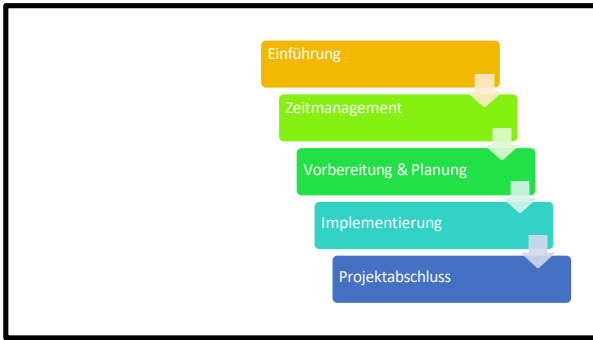 Einführung
Zeitmanagement
Vorbereitung & Planung
Implementierung
Projektabschluss